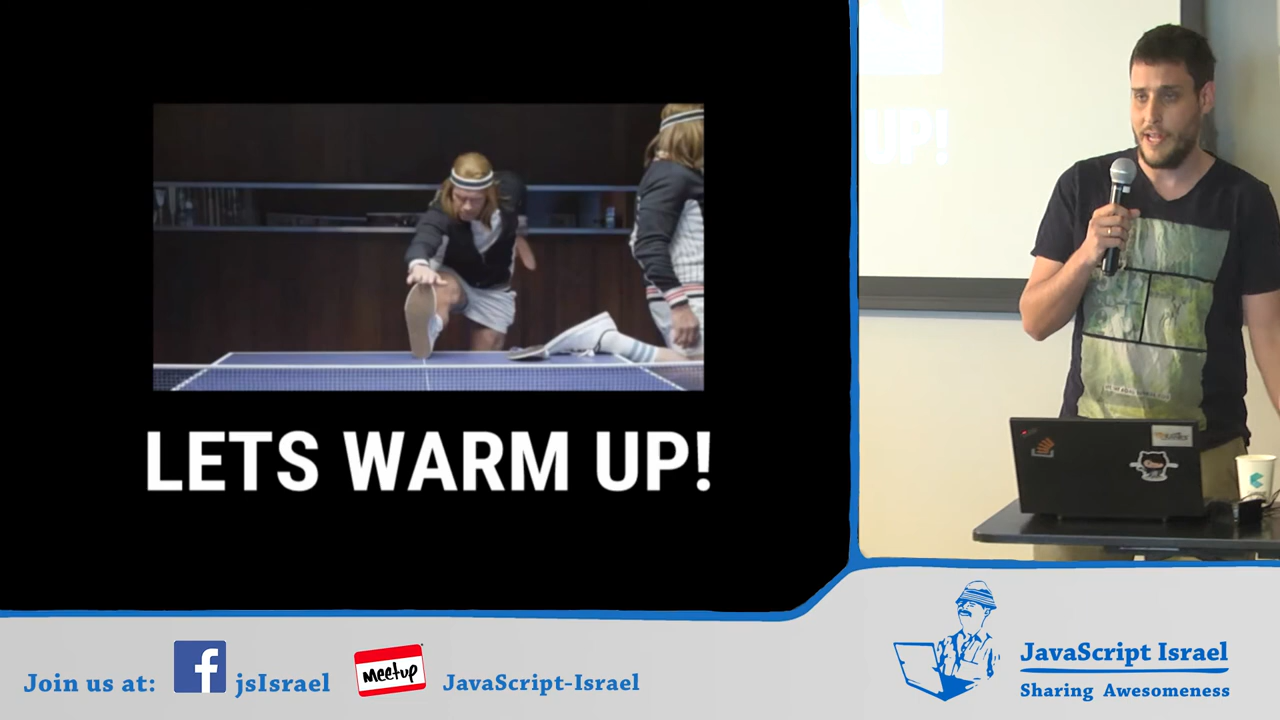 LETS WARM UP!
UP!
Join us at:
jsIsrael
Meetup
JavaScript-Israel
JavaScript Israel
Sharing Awesomeness